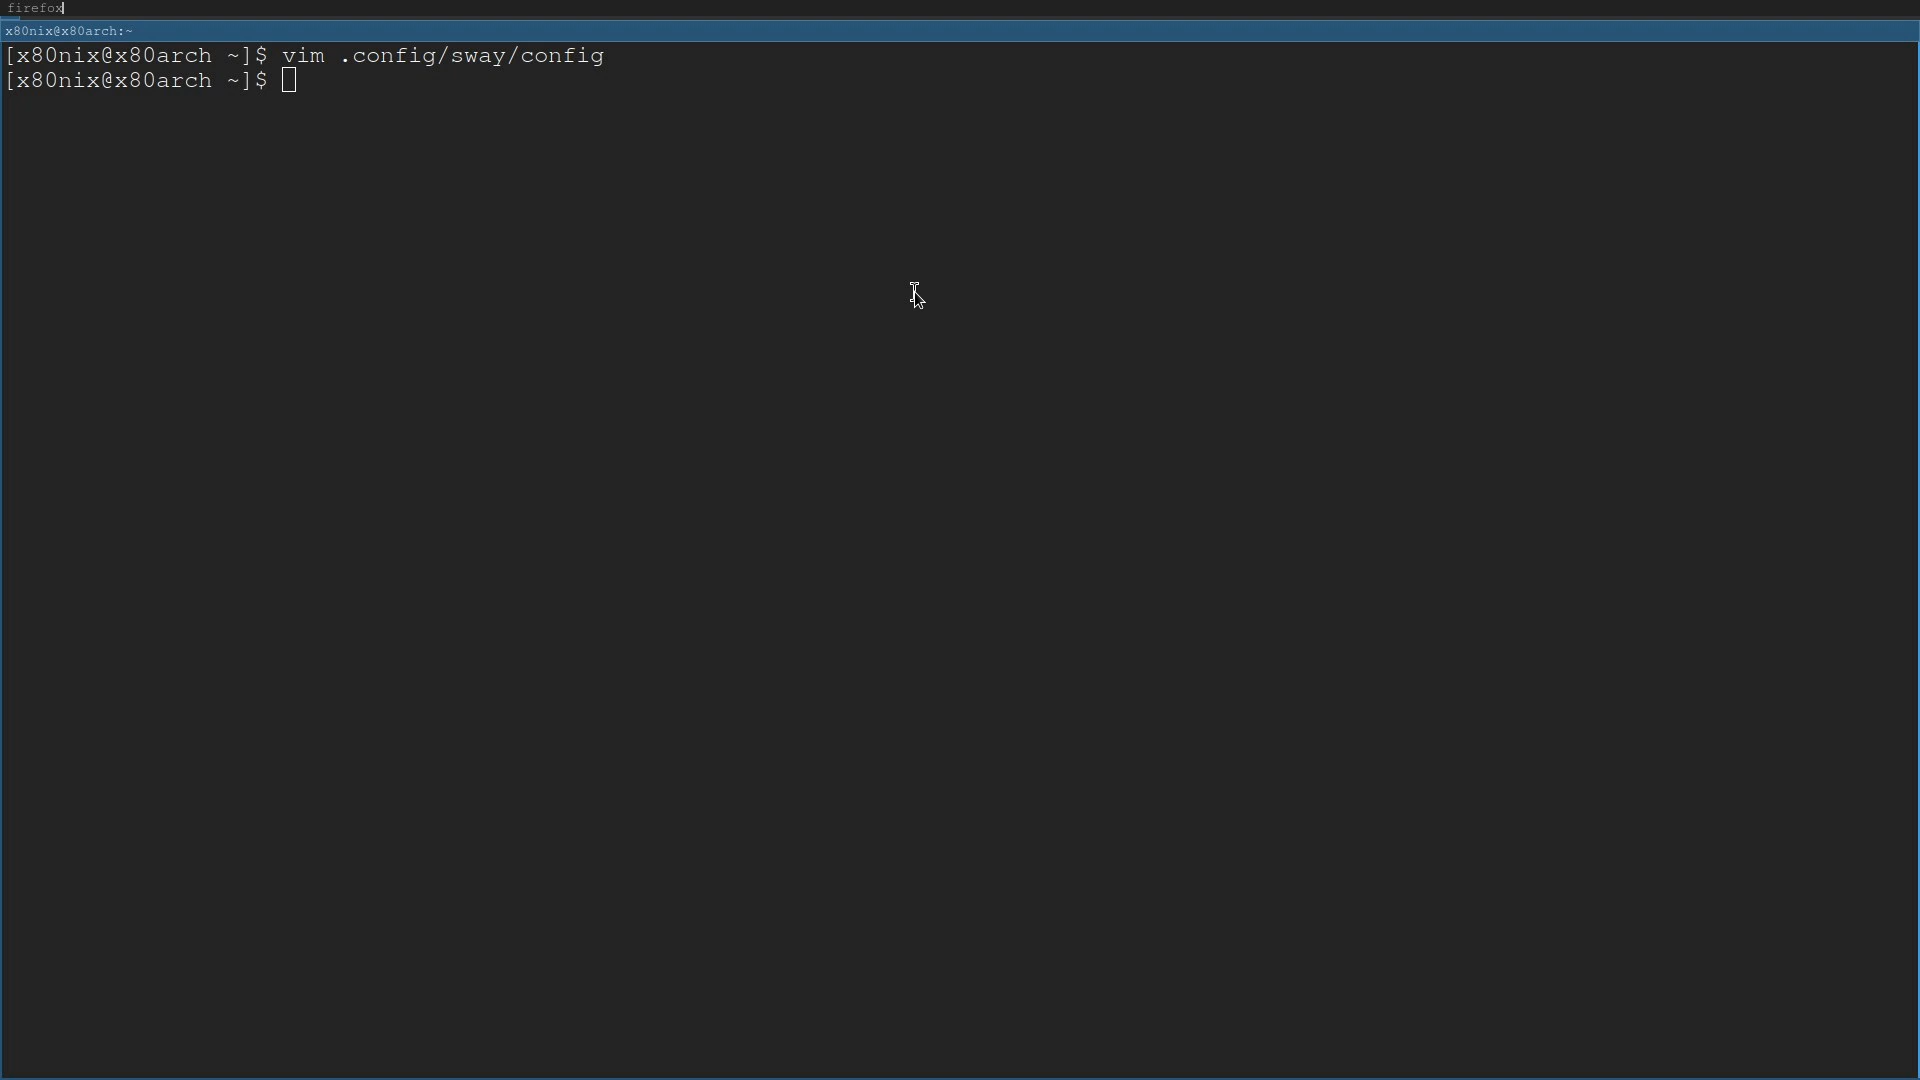 firefox
x80nix@x80arch:~
[x80nix@x80arch ~]$ vim .config/sway/config
[x80nix@x80arch ~]$